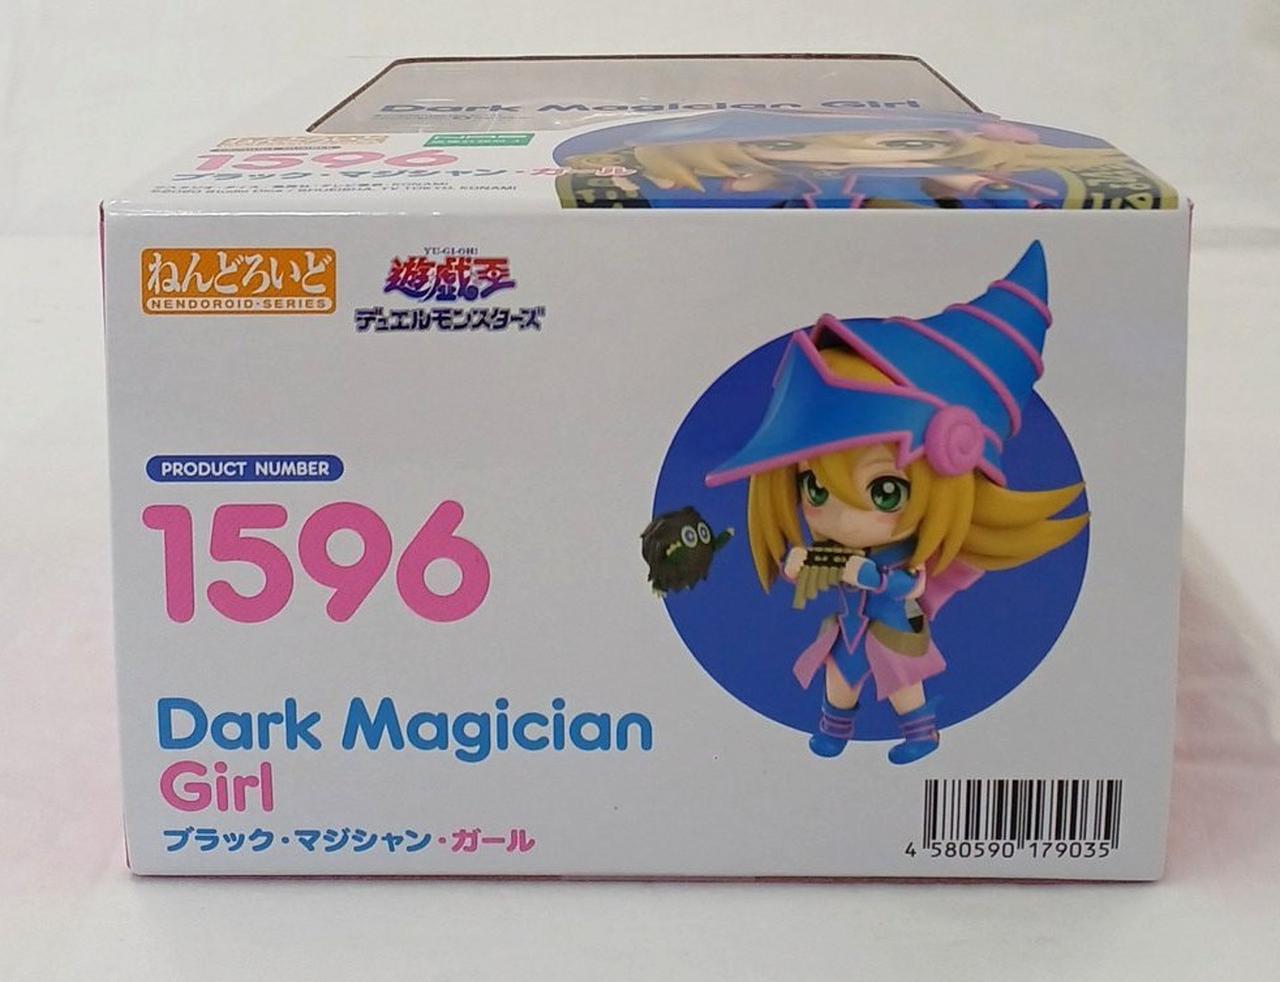 Dark Magician Girl
1596
ブラック・マジシャン・ガール
ねんどろいど
NENDOROID・SERIES
YU-GI-OH!
遊戯王
デュエルモンスターズ
PRODUCT NUMBER
1596
Dark Magician
Girl
ブラック・マジシャン・ガール
4 580590 179035